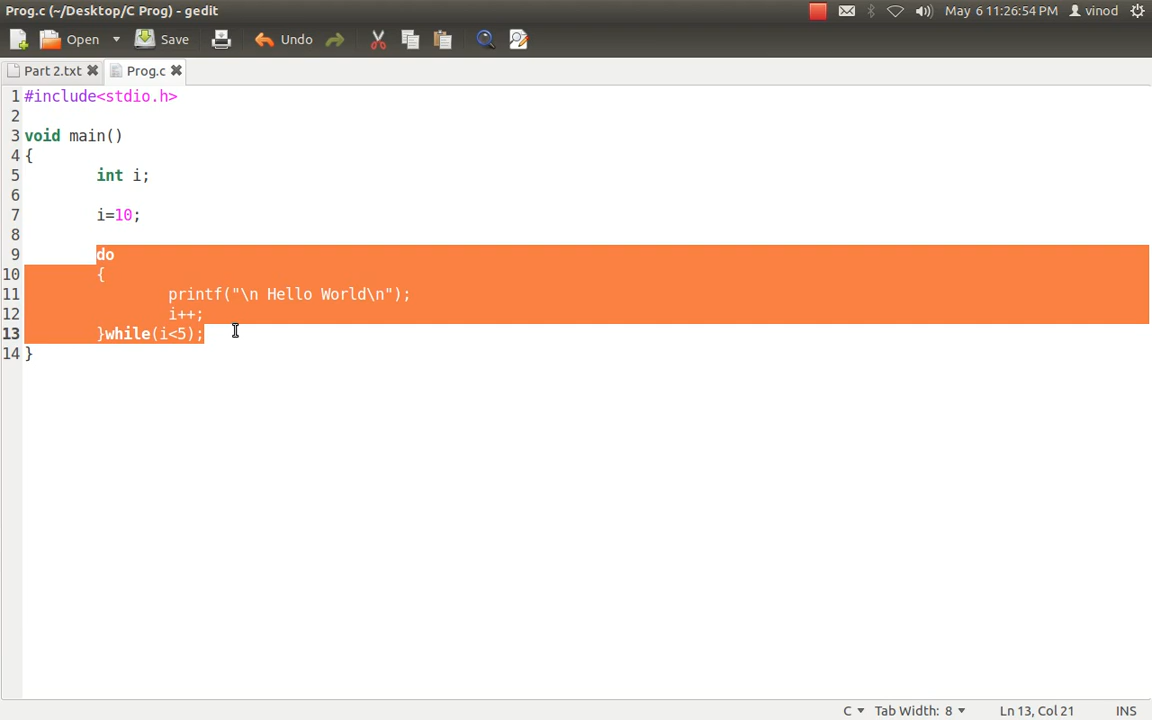 Prog.c (~/Desktop/C Prog) - gedit May 6 11:26:54 PM vinod
Open Save Undo
Part 2.txt Prog.c
1 #include<stdio.h>
2
3 void main()
4 {
5 int i;
6
7 i=10;
8
9 do
10 {
11 printf("\n Hello World\n");
12 i++;
13 }while(i<5);
14 }
C Tab Width: 8 Ln 13, Col 21 INS